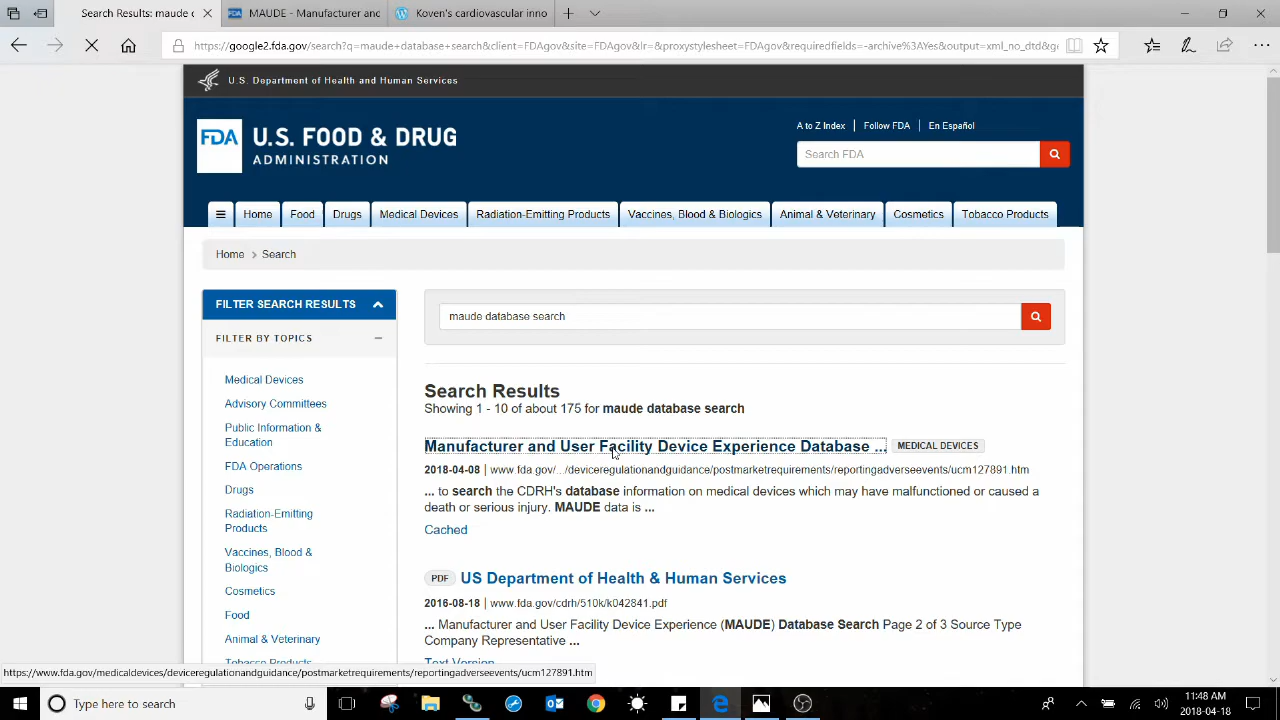 Search Results: maude d
MAUDE - Manufacturer and
Koven's cardiovascular inno
https://google2.fda.gov/search?q=maude+database+search&client=FDAgov&site=FDAgov&lr=&proxystylesheet=FDAgov&requiredfields=-archive%3AYes&output=xml_no_dtd&ge
U.S. Department of Health and Human Services
A to Z Index
Follow FDA
En Español
FDA
U.S. FOOD & DRUG
ADMINISTRATION
Search FDA
Home
Food
Drugs
Medical Devices
Radiation-Emitting Products
Vaccines, Blood & Biologics
Animal & Veterinary
Cosmetics
Tobacco Products
Home > Search
FILTER SEARCH RESULTS
FILTER BY TOPICS
Medical Devices
Advisory Committees
Public Information &
Education
FDA Operations
Drugs
Radiation-Emitting
Products
Vaccines, Blood &
Biologics
Cosmetics
Food
Animal & Veterinary
Tobacco Products
maude database search
Search Results
Showing 1 - 10 of about 175 for maude database search
Manufacturer and User Facility Device Experience Database ... MEDICAL DEVICES
2018-04-08 | www.fda.gov/.../deviceregulationandguidance/postmarketrequirements/reportingadverseevents/ucm127891.htm
... to search the CDRH's database information on medical devices which may have malfunctioned or caused a
death or serious injury. MAUDE data is ...
Cached
PDF US Department of Health & Human Services
2016-08-18 | www.fda.gov/cdrh/510k/k042841.pdf
... Manufacturer and User Facility Device Experience (MAUDE) Database Search Page 2 of 3 Source Type
Company Representative ...
Text Version
https://www.fda.gov/medicaldevices/deviceregulationandguidance/postmarketrequirements/reportingadverseevents/ucm127891.htm
Type here to search
11:48 AM
2018-04-18